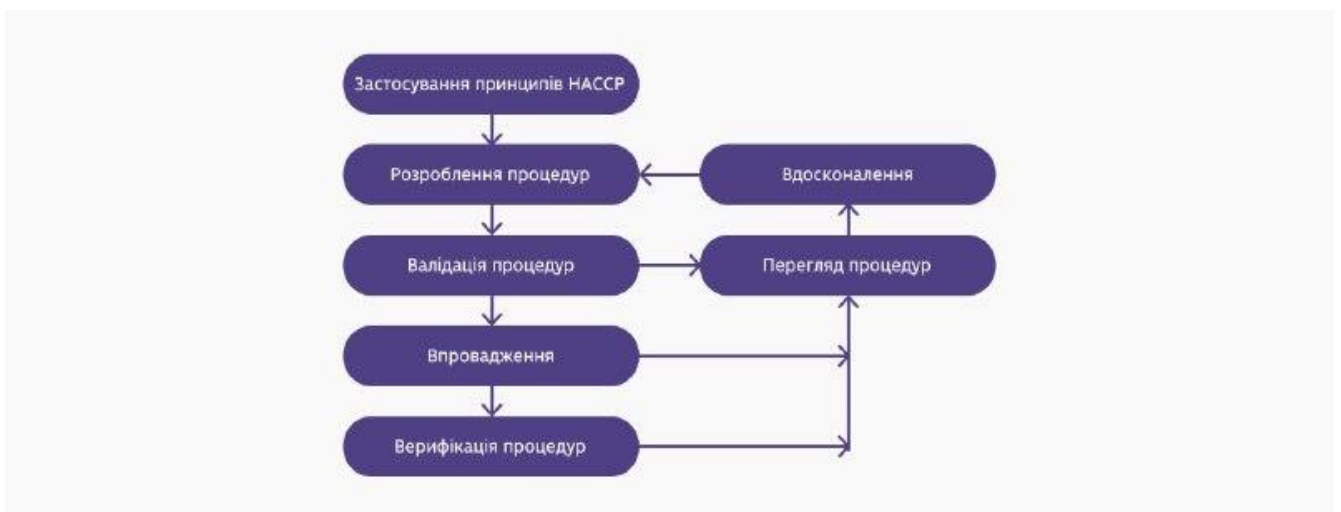 Застосування принципів НАССР
Розроблення процедур
Вдосконалення
Валідація процедур
Перегляд процедур
Впровадження
Верифікація процедур